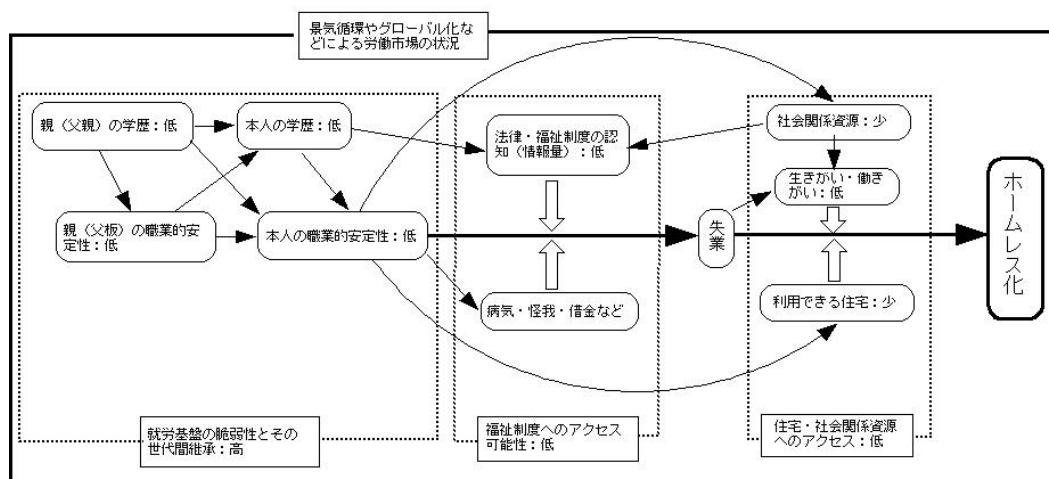 景気循環やグローバル化な
どによる労働市場の状況
親（父親）の学歴：低
本人の学歴：低
親（父板）の職業的安
定性：低
本人の職業的安定性：低
就労基盤の脆弱性とその
世代間継承：高
法律・福祉制度の認
知（情報量）：低
病気・怪我・借金など
福祉制度へのアクセス
可能性：低
失業
社会関係資源：少
生きがい・働き
がい：低
利用できる住宅：少
住宅・社会関係資源
へのアクセス：低
ホームレス化